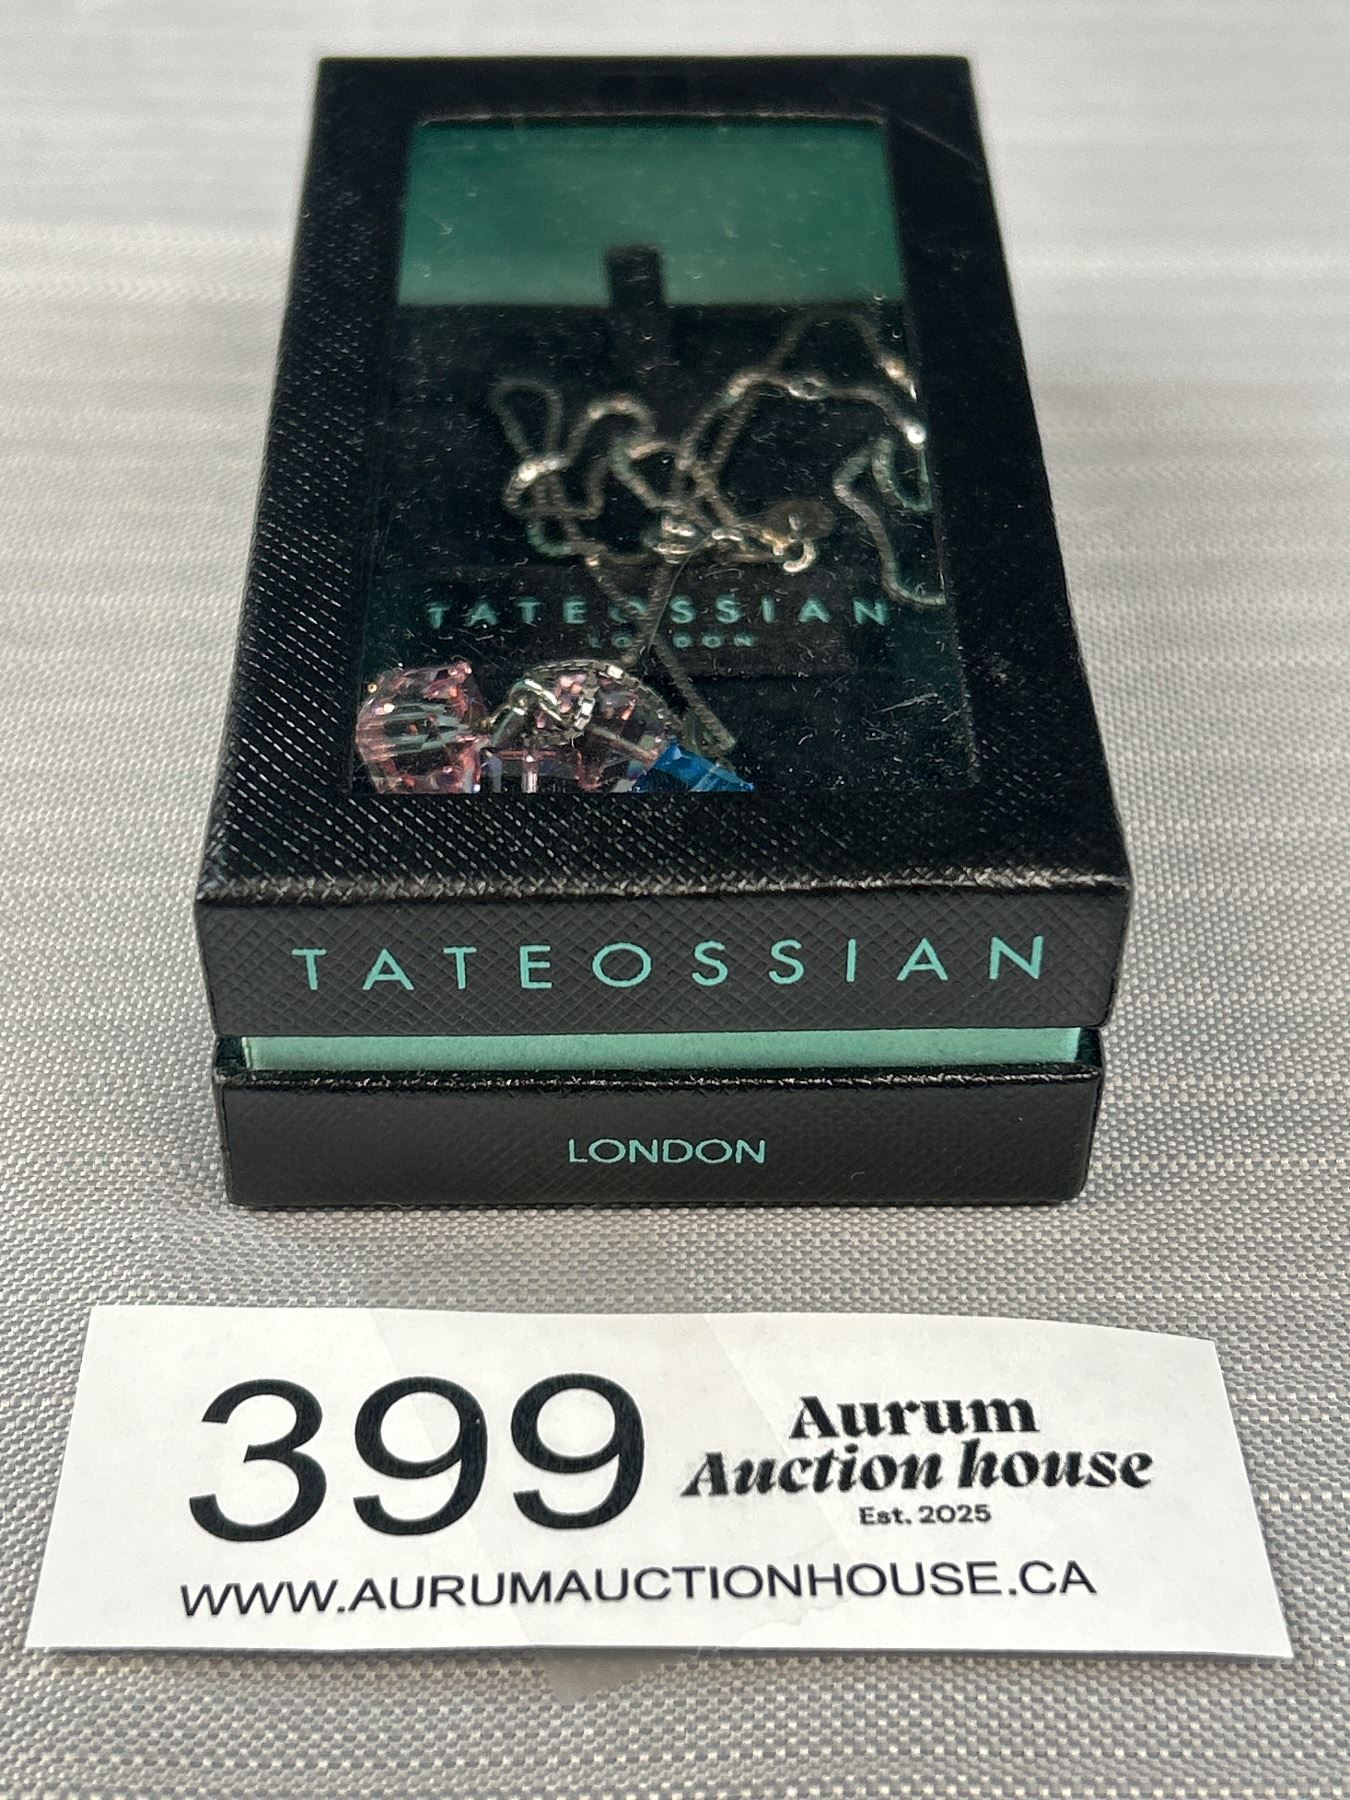 TATEOSSIAN
LONDON
TATEOSSIAN
LONDON
399
Aurum
Auction house
Est. 2025
WWW.AURUMAUCTIONHOUSE.CA